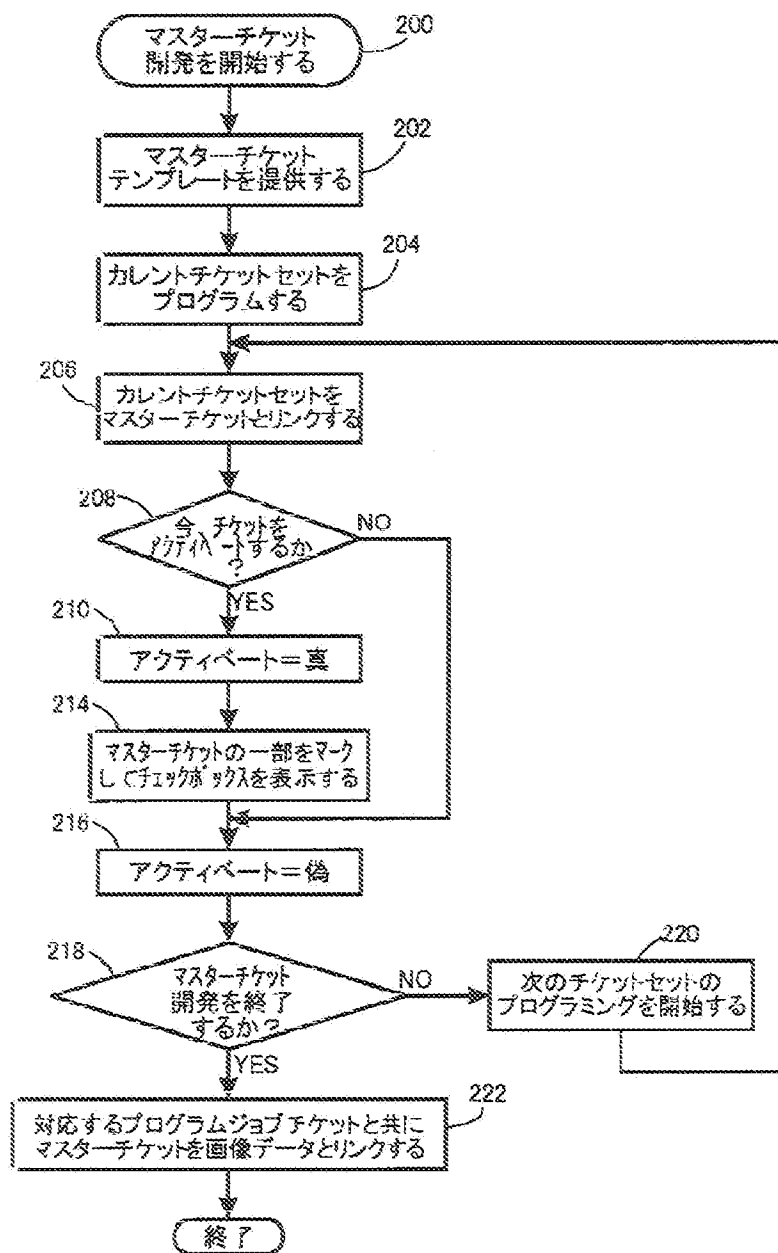 マスターチケット
開発を開始する
200
202
マスターチケット
テンプレートを提供する
204
カレントチケットセットを
プログラムする
206
カレントチケットセットを
マスターチケットとリンクする
208
今、チケットを
アクティベートするか
?
NO
YES
210
アクティベート=真
214
マスターチケットの一部をマーク
してチェックボックスを表示する
216
アクティベート=偽
218
マスターチケット
開発を終了
するか?
NO
220
次のチケットセットの
プログラミングを開始する
YES
222
対応するプログラムジョブチケットと共に
マスターチケットを画像データとリンクする
終了